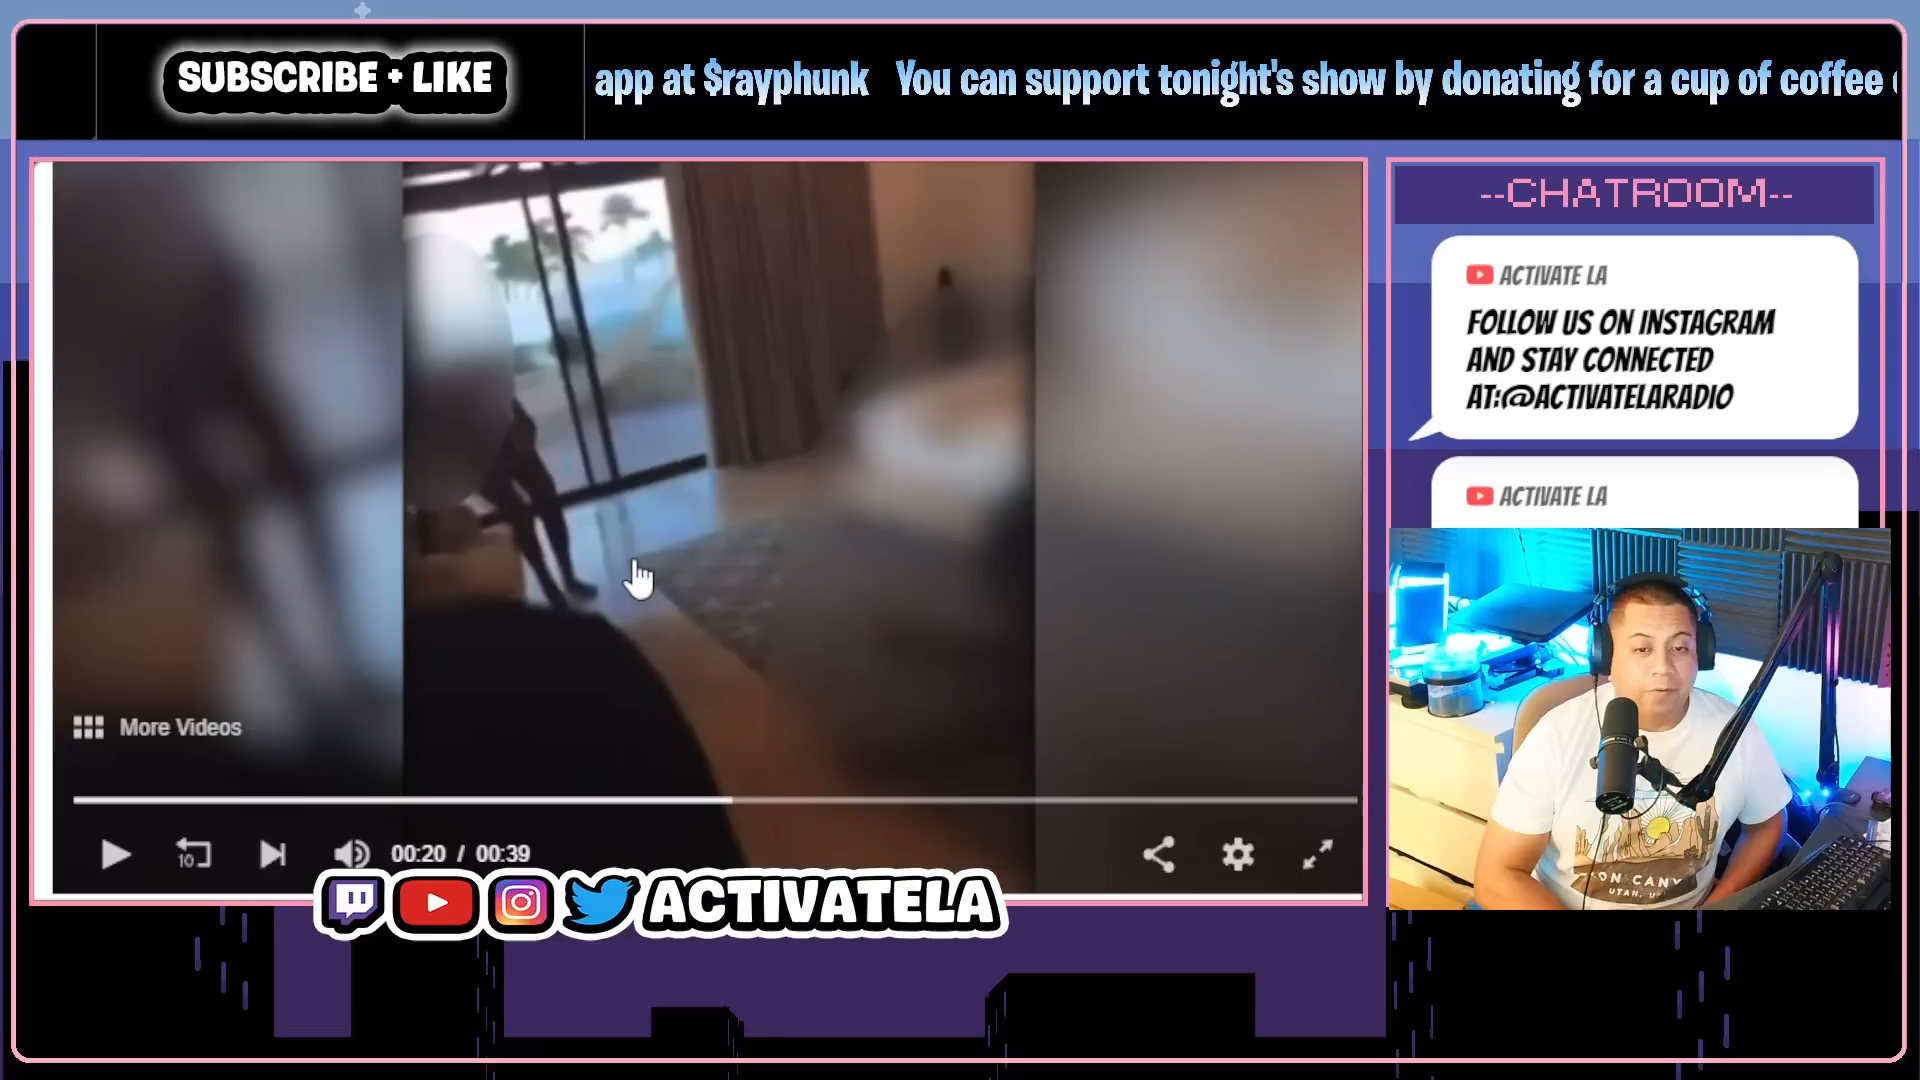 SUBSCRIBE + LIKE
app at $rayphunk You can support tonight's show by donating for a cup of coffee
--CHATROOM--
ACTIVATE LA
FOLLOW US ON INSTAGRAM
AND STAY CONNECTED
AT:@ACTIVATELARADIO
ACTIVATE LA
More Videos
10
00:20 / 00:39
ACTIVATELA
UTAH, U